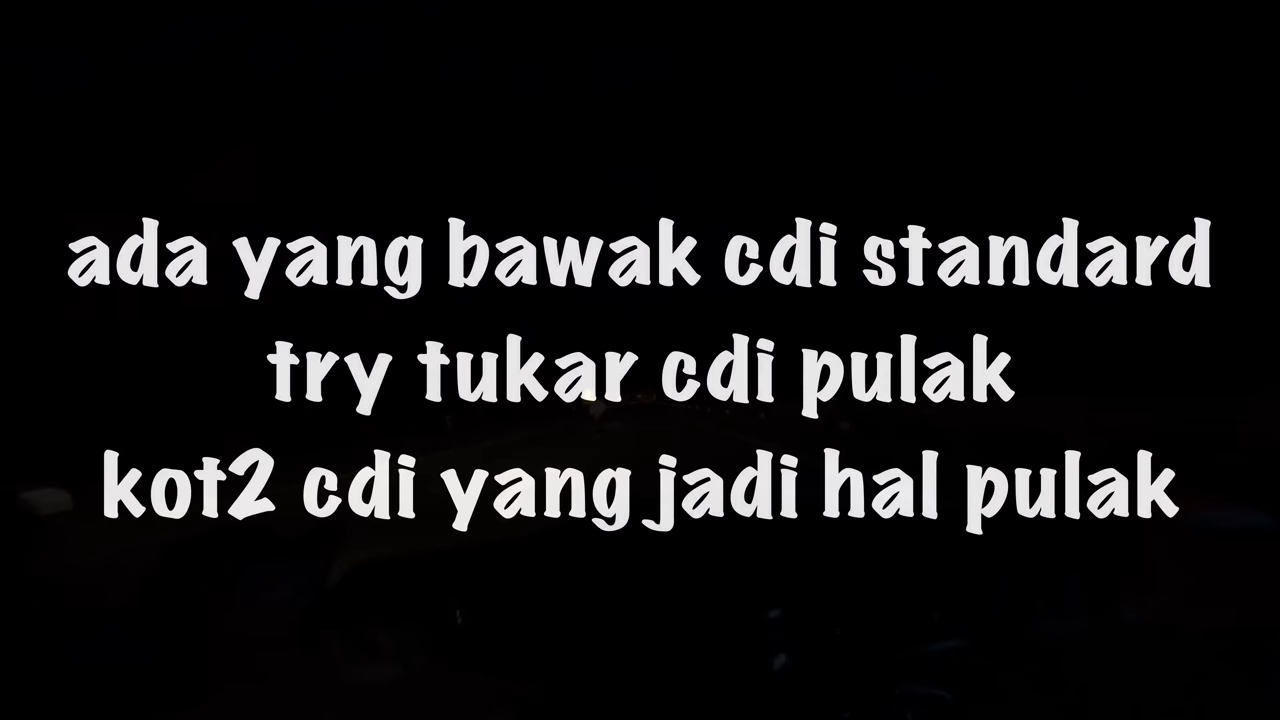 ada yang bawak cdi standard
try tukar cdi pulak
kot2 cdi yang jadi hal pulak